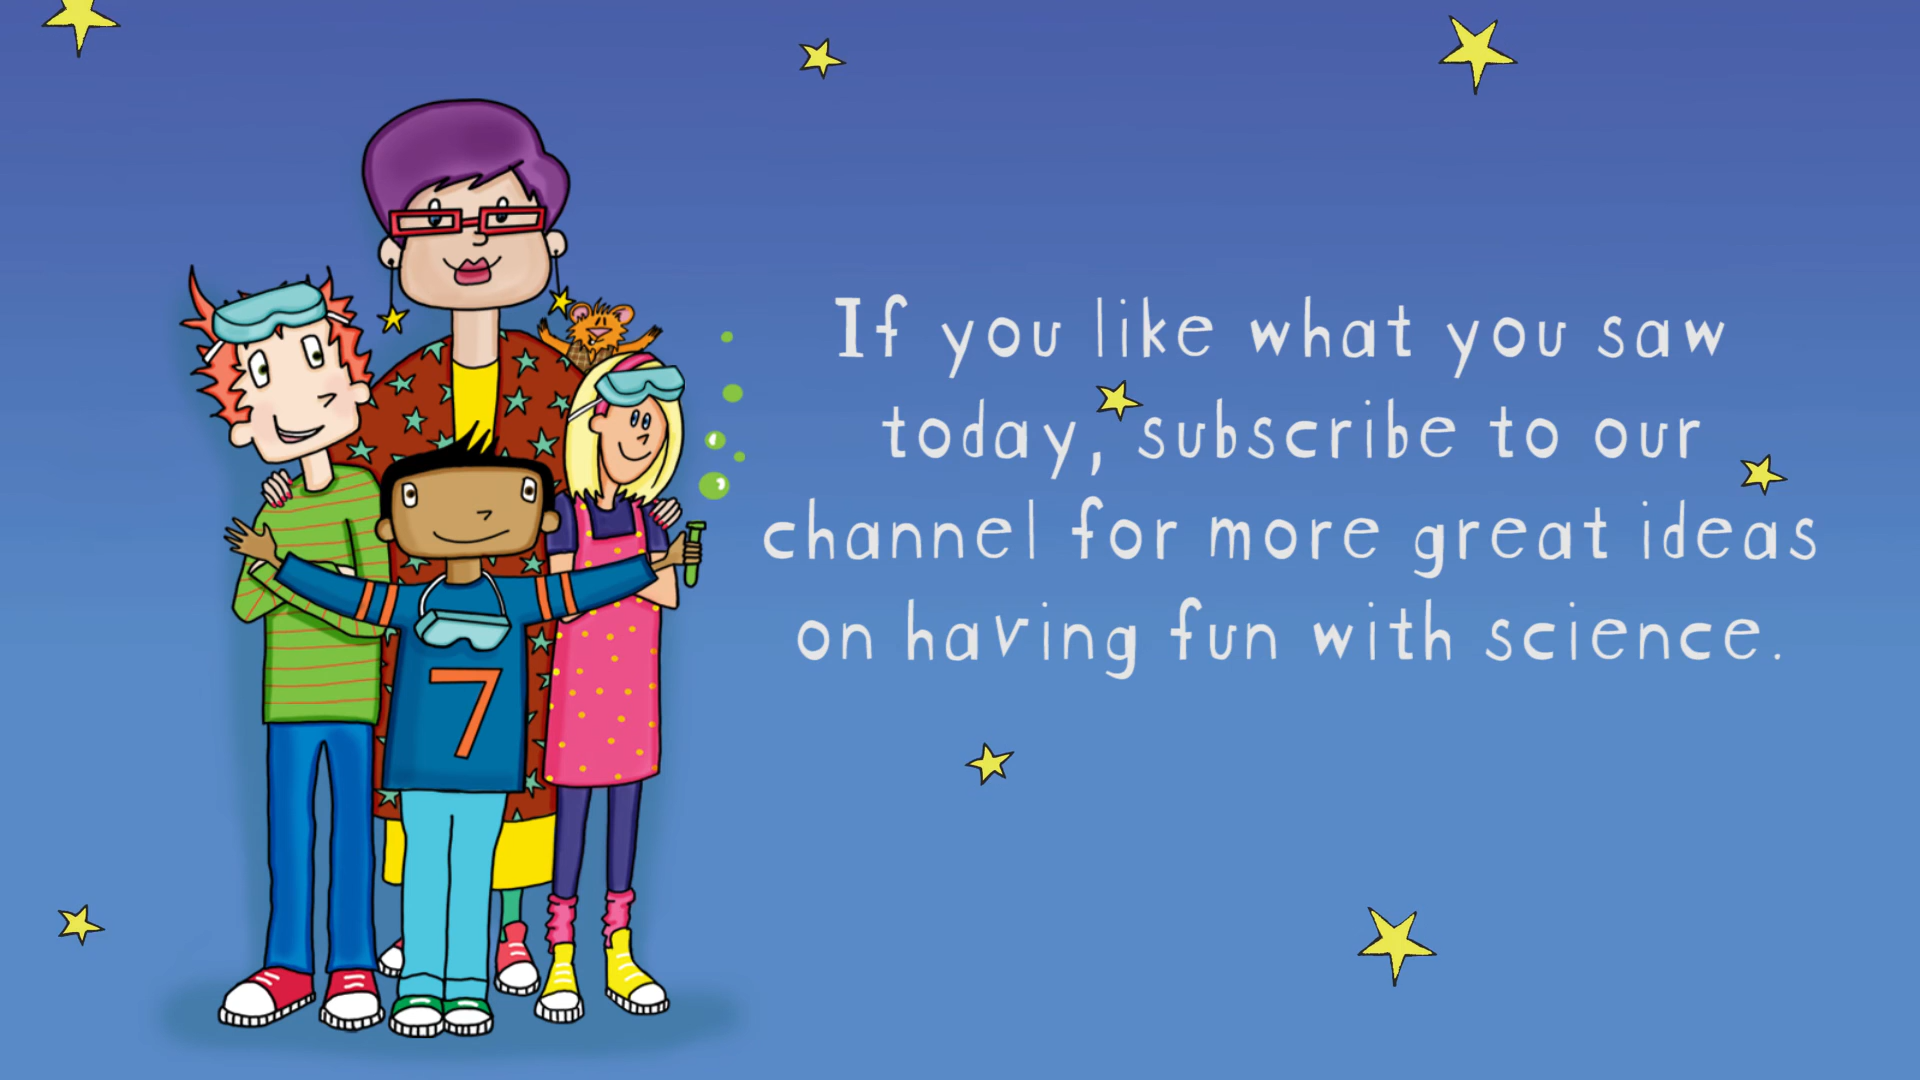 If you like what you saw
today, subscribe to our
channel for more great ideas
on having fun with science.
7